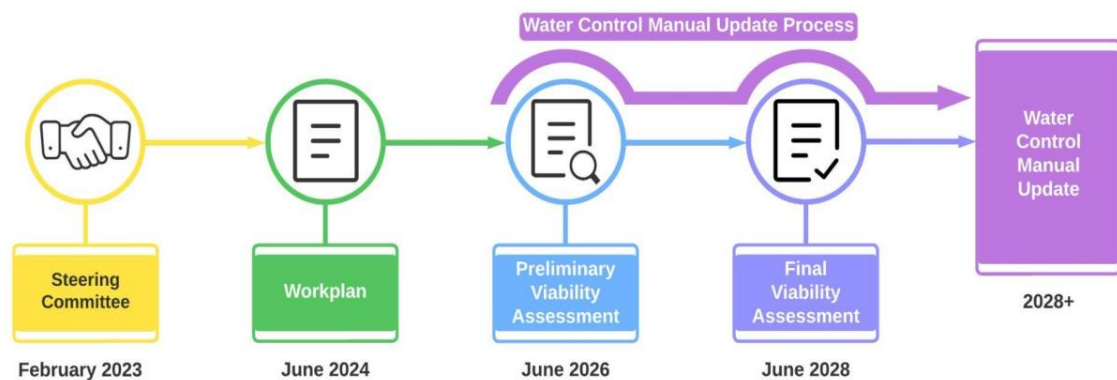 Water Control Manual Update Process
Water
Control
Manual
Update
2028+
Steering
Committee
February 2023
Workplan
June 2024
Preliminary
Viability
Assessment
June 2026
Final
Viability
Assessment
June 2028